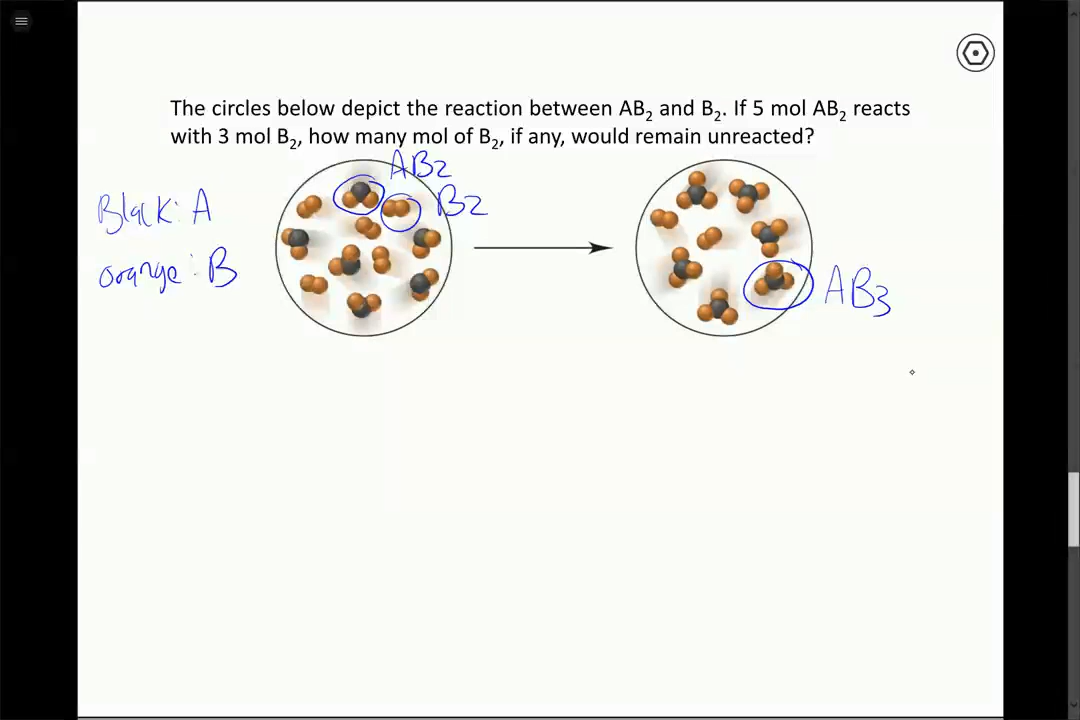 The circles below depict the reaction between AB₂ and B₂. If 5 mol AB₂ reacts
with 3 mol B₂, how many mol of B₂, if any, would remain unreacted?
AB2
B2
Black: A
orange: B
AB3